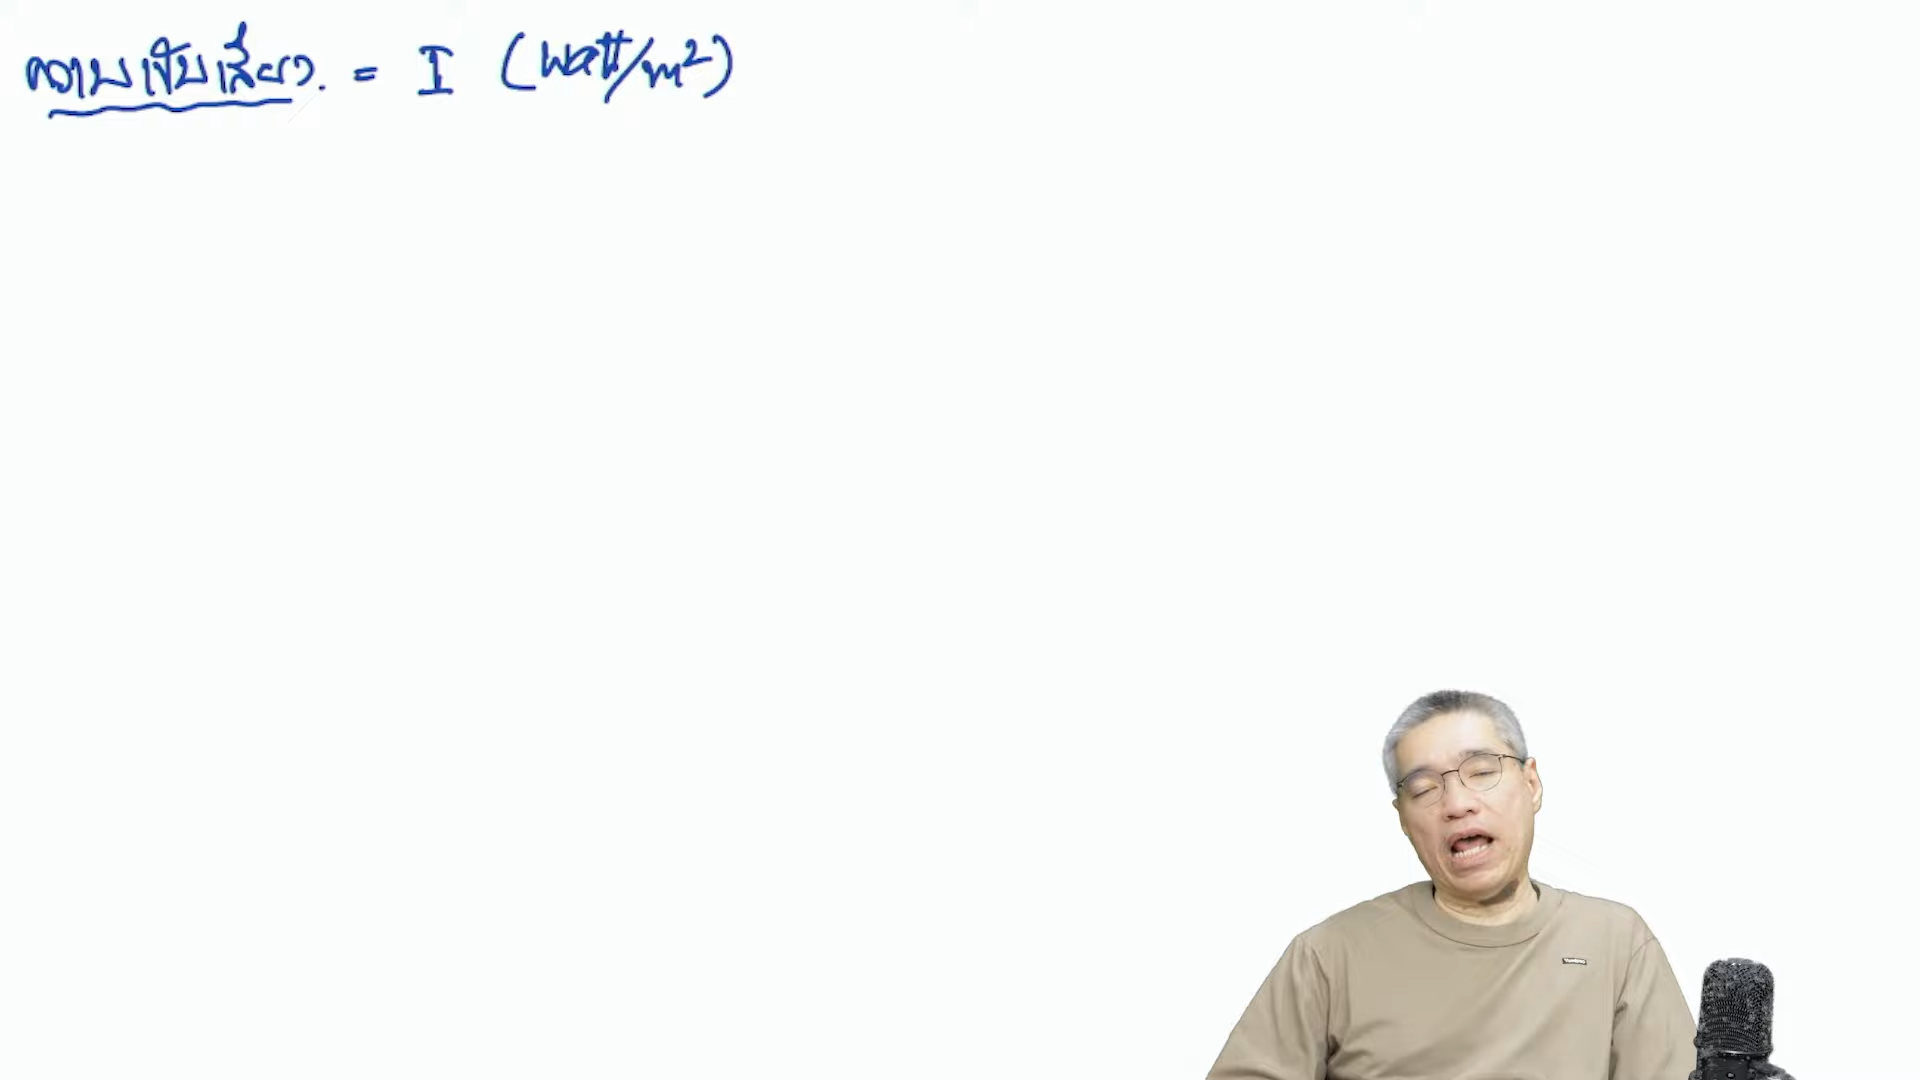 ความเข้มเสียง = I (watt/m²)